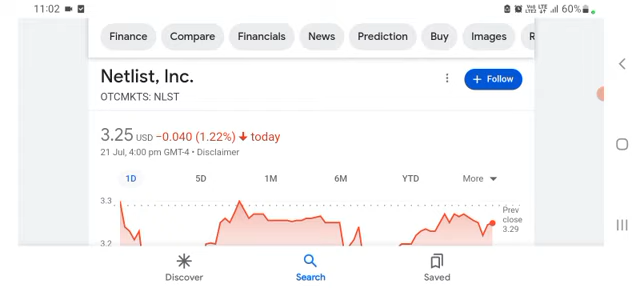 11:02 60%
Finance Compare Financials News Prediction Buy Images R
Netlist, Inc.
OTCMKTS: NLST
+ Follow
3.25 USD −0.040 (1.22%) today
21 Jul, 4:00 pm GMT-4 • Disclaimer
1D 5D 1M 6M YTD More
3.3
3.2
Prev
close
3.29
Discover Search Saved